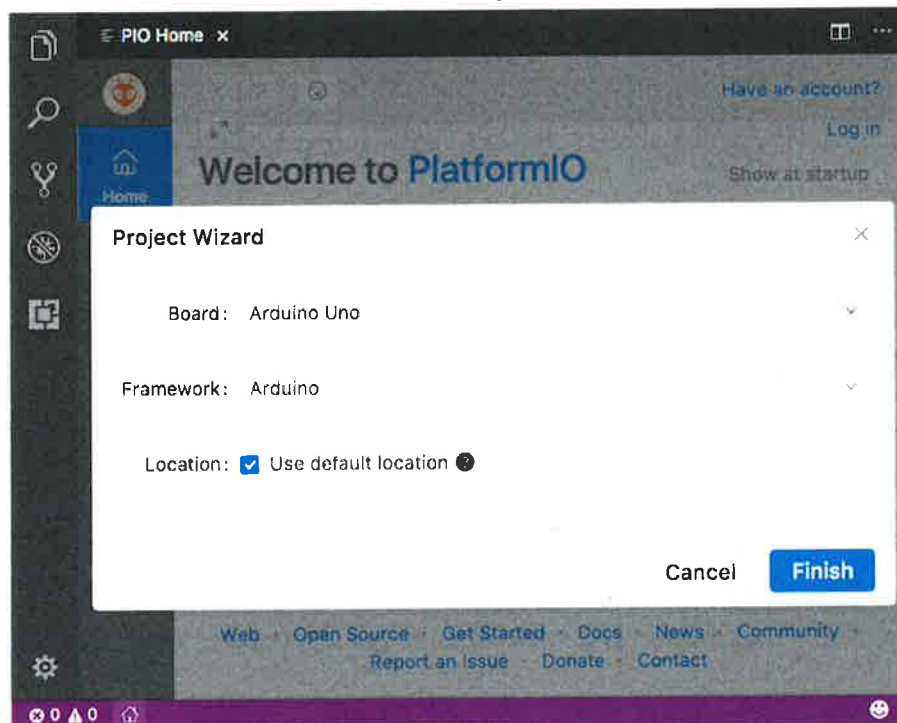 PIO Home ×
Have an account?
Log in
Welcome to PlatformIO
Show at startup
Home
Project Wizard
Board: Arduino Uno
Framework: Arduino
Location: Use default location ?
Cancel Finish
Web · Open Source · Get Started · Docs · News · Community ·
Report an Issue · Donate · Contact
0 0